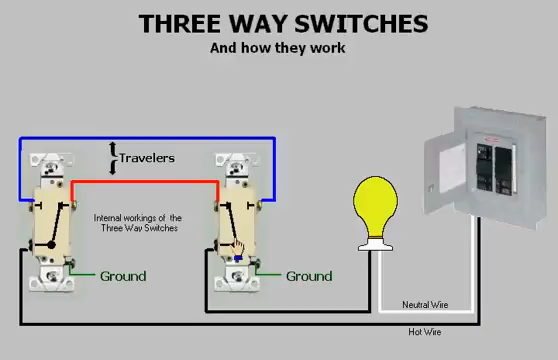 THREE WAY SWITCHES
And how they work
Travelers
Internal workings of the
Three Way Switches
Ground
Ground
Neutral Wire
Hot Wire